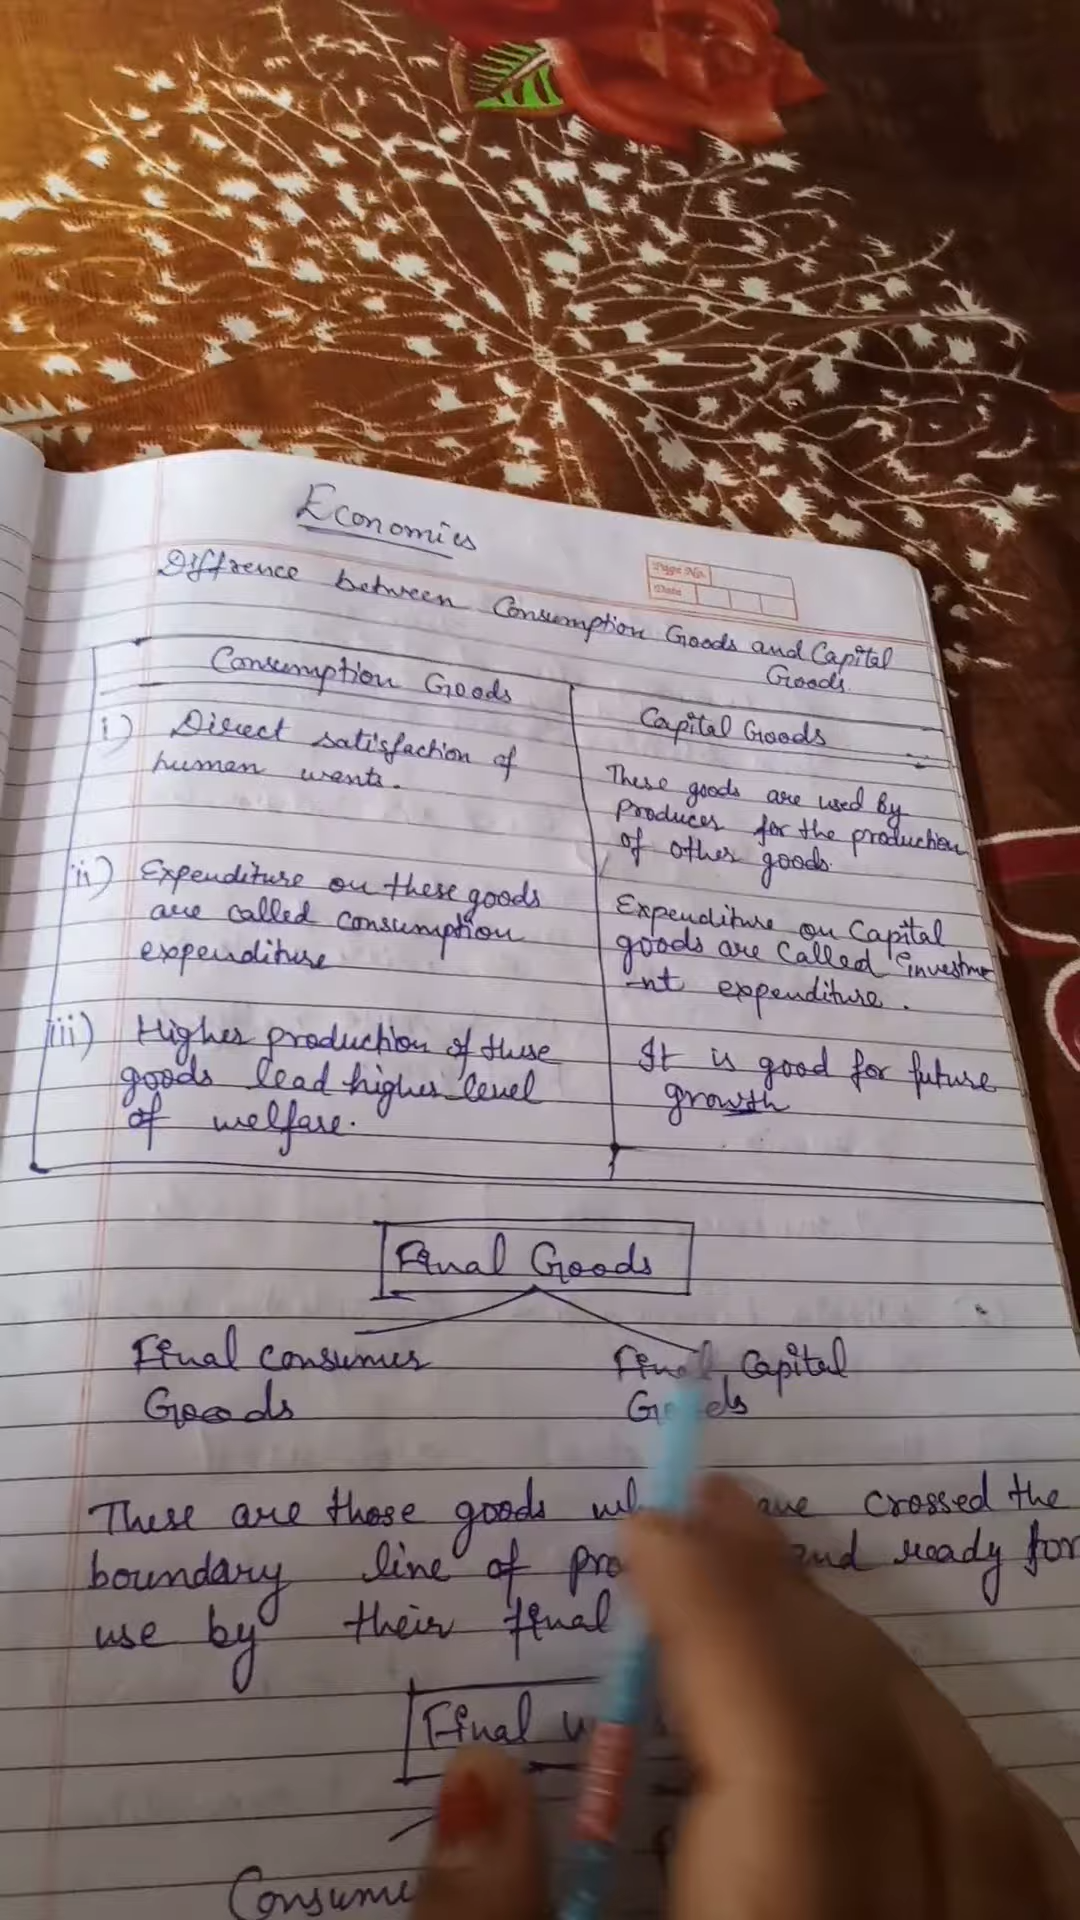 Economics
Page No.
Date
Diffrence between Consumption Goods and Capital
Goods.
Consumption Goods
i) Direct satisfaction of
human wants.
ii) Expenditure on these goods
are called consumption
expenditure
iii) Higher production of these
goods lead higher level
of welfare.
Capital Goods
These goods are used by
Producer for the production
of other goods.
Expenditure on Capital
goods are called investme
-nt expenditure.
It is good for future
growth
Final Goods
Final consumer
Goods
Final Capital
Goods
These are those goods crossed the
boundary line of and ready for
use by their final
Final